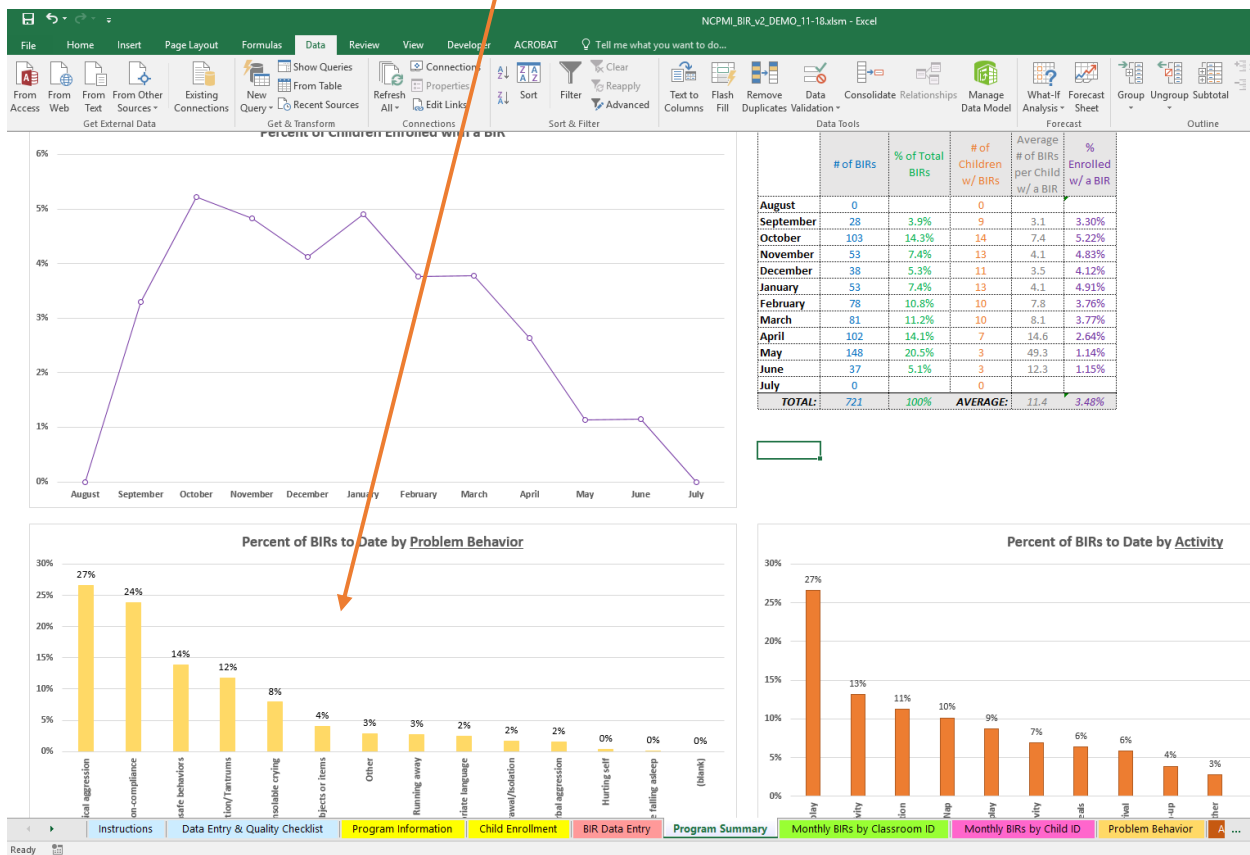 NCPMI_BIR_v2_DEMO_11-18.xlsm - Excel
File Home Insert Page Layout Formulas Data Review View Developer ACROBAT Tell me what you want to do...
From Access
From Web
From Text
From Other Sources
Existing Connections
New Query
Show Queries
From Table
Recent Sources
Refresh All
Connections
Properties
Edit Links
Sort
Filter
Clear
Reapply
Advanced
Text to Columns
Flash Fill
Remove Duplicates
Data Validation
Consolidate
Relationships
Manage Data Model
What-If Analysis
Forecast Sheet
Group
Ungroup
Subtotal
Get External Data
Get & Transform
Connections
Sort & Filter
Data Tools
Forecast
Outline
Percent of Children Enrolled with a BIR
6%
5%
4%
3%
2%
1%
0%
August September October November December January February March April May June July
# of BIRs
% of Total BIRs
# of Children w/ BIRs
Average # of BIRs per Child w/ a BIR
% Enrolled w/ a BIR
August 0 0
September 28 3.9% 9 3.1 3.30%
October 103 14.3% 14 7.4 5.22%
November 53 7.4% 13 4.1 4.83%
December 38 5.3% 11 3.5 4.12%
January 53 7.4% 13 4.1 4.91%
February 78 10.8% 10 7.8 3.76%
March 81 11.2% 10 8.1 3.77%
April 102 14.1% 7 14.6 2.64%
May 148 20.5% 3 49.3 1.14%
June 37 5.1% 3 12.3 1.15%
July 0 0
TOTAL: 721 100% AVERAGE: 11.4 3.48%
Percent of BIRs to Date by Problem Behavior
30%
25%
20%
15%
10%
5%
0%
27% 24% 14% 12% 8% 4% 3% 3% 2% 2% 2% 0% 0% 0%
ical aggression
on-compliance
safe behaviors
tion/Tantrums
nsolable crying
bjects or items
Other
Running away
riate language
awal/Isolation
bal aggression
Hurting self
e falling asleep
(blank)
Percent of BIRs to Date by Activity
30%
25%
20%
15%
10%
5%
0%
27% 13% 11% 10% 9% 7% 6% 6% 4% 3%
play
ivity
tion
Nap
play
ivity
eals
ival
-up
ther
Instructions Data Entry & Quality Checklist Program Information Child Enrollment BIR Data Entry Program Summary Monthly BIRs by Classroom ID Monthly BIRs by Child ID Problem Behavior A ...
Ready